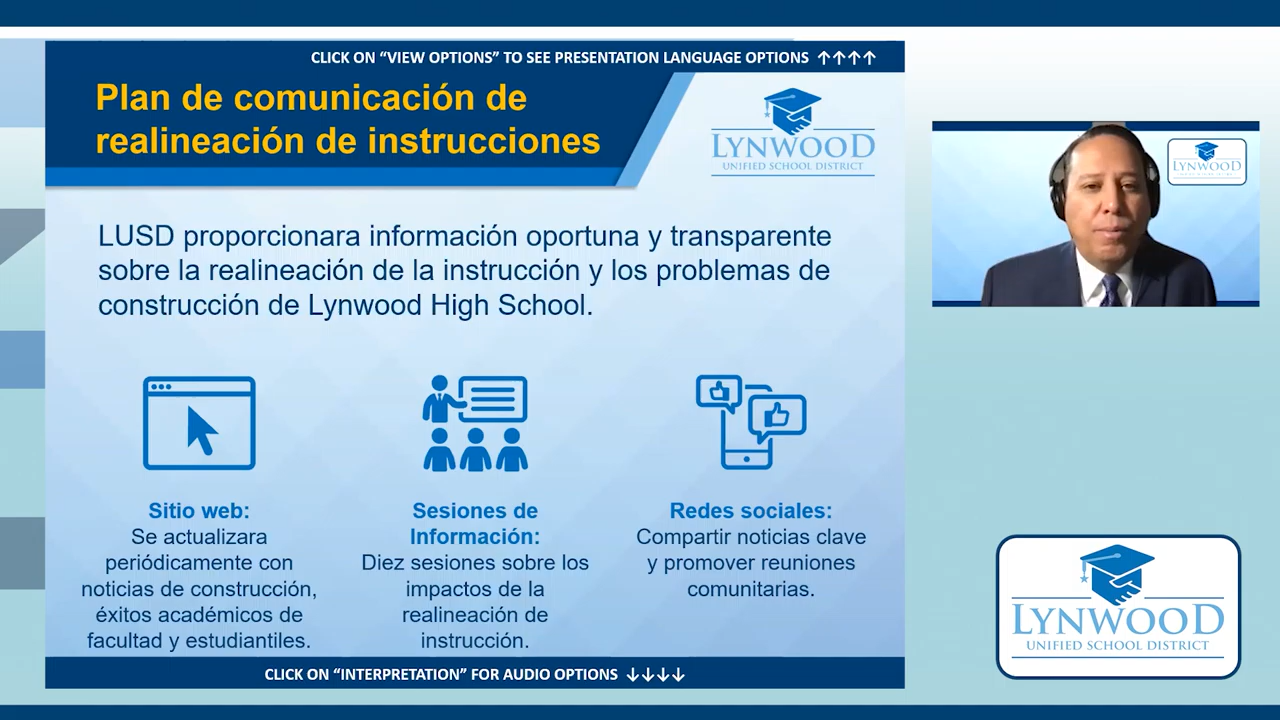 CLICK ON “VIEW OPTIONS” TO SEE PRESENTATION LANGUAGE OPTIONS ↑↑↑↑
Plan de comunicación de
realineación de instrucciones
LYNWOOD
UNIFIED SCHOOL DISTRICT
LYNWOOD
LUSD proporcionara información oportuna y transparente
sobre la realineación de la instrucción y los problemas de
construcción de Lynwood High School.
Sitio web:
Se actualizara
periódicamente con
noticias de construcción,
éxitos académicos de
facultad y estudiantiles.
Sesiones de
Información:
Diez sesiones sobre los
impactos de la
realineación de
instrucción.
Redes sociales:
Compartir noticias clave
y promover reuniones
comunitarias.
LYNWOOD
UNIFIED SCHOOL DISTRICT
CLICK ON “INTERPRETATION” FOR AUDIO OPTIONS ↓↓↓↓